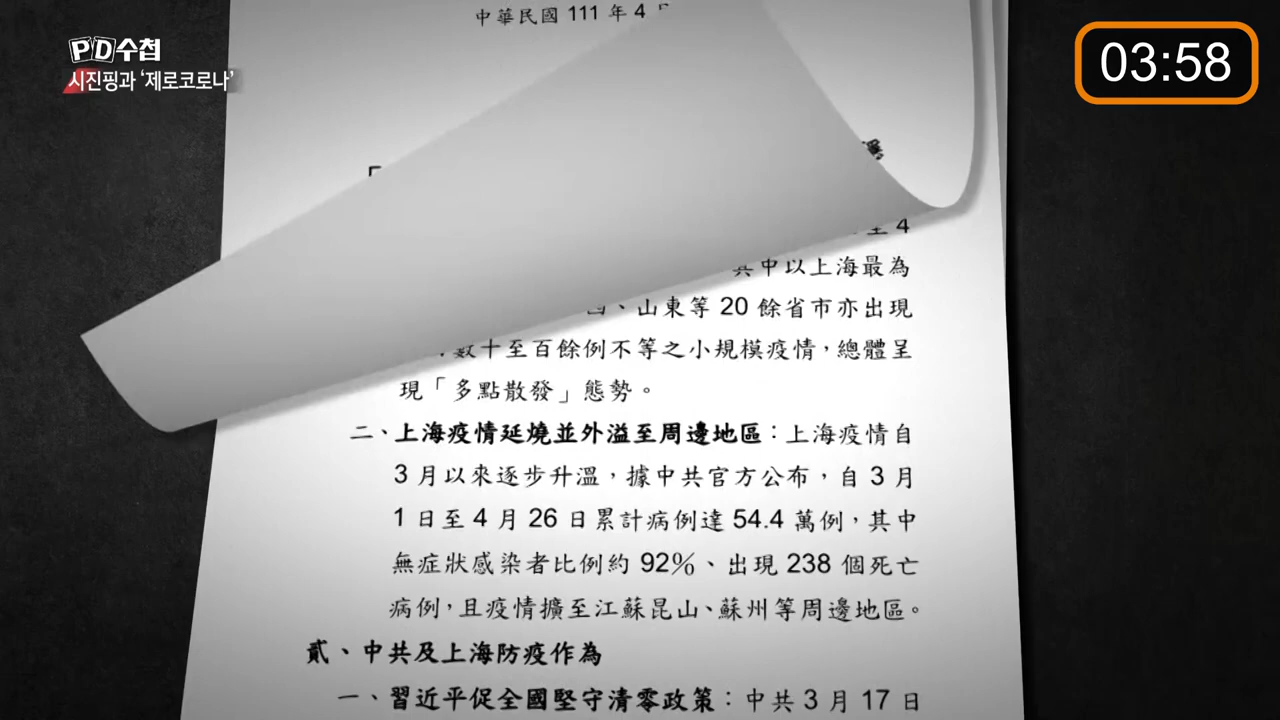 PD수첩
시진핑과 ‘제로코로나’
03:58
中華民國 111 年 4
「
至 4
其中以上海最為
、山東等 20 餘省市亦出現
數十至百餘例不等之小規模疫情,總體呈
現「多點散發」態勢。
二、上海疫情延燒並外溢至周邊地區:上海疫情自
3 月以來逐步升溫,據中共官方公布,自 3 月
1 日至 4 月 26 日累計病例達 54.4 萬例,其中
無症狀感染者比例約 92%、出現 238 個死亡
病例,且疫情擴至江蘇昆山、蘇州等周邊地區。
貳、中共及上海防疫作為
一、習近平促全國堅守清零政策:中共 3 月 17 日